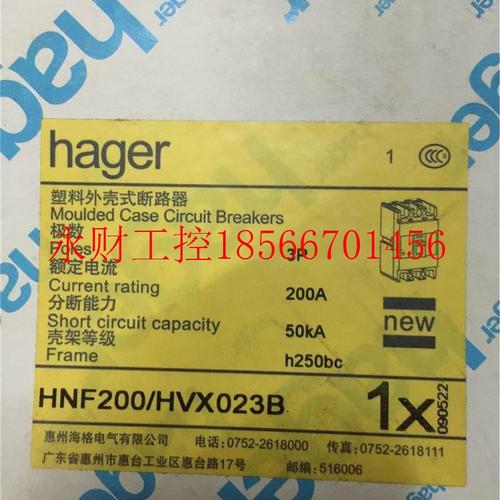 hager
1
CCC
塑料外壳式断路器
Moulded Case Circuit Breakers
极数
Poles 3P
永财工控18566701456
额定电流
Current rating 200A
分断能力
Short circuit capacity 50kA
壳架等级
Frame h250bc
new
HNF200/HVX023B
1x
090522
惠州海格电气有限公司 电话:0752-2618000 传真:0752-2618111
广东省惠州市惠台工业区惠台路17号 邮编:516006
hager
hager